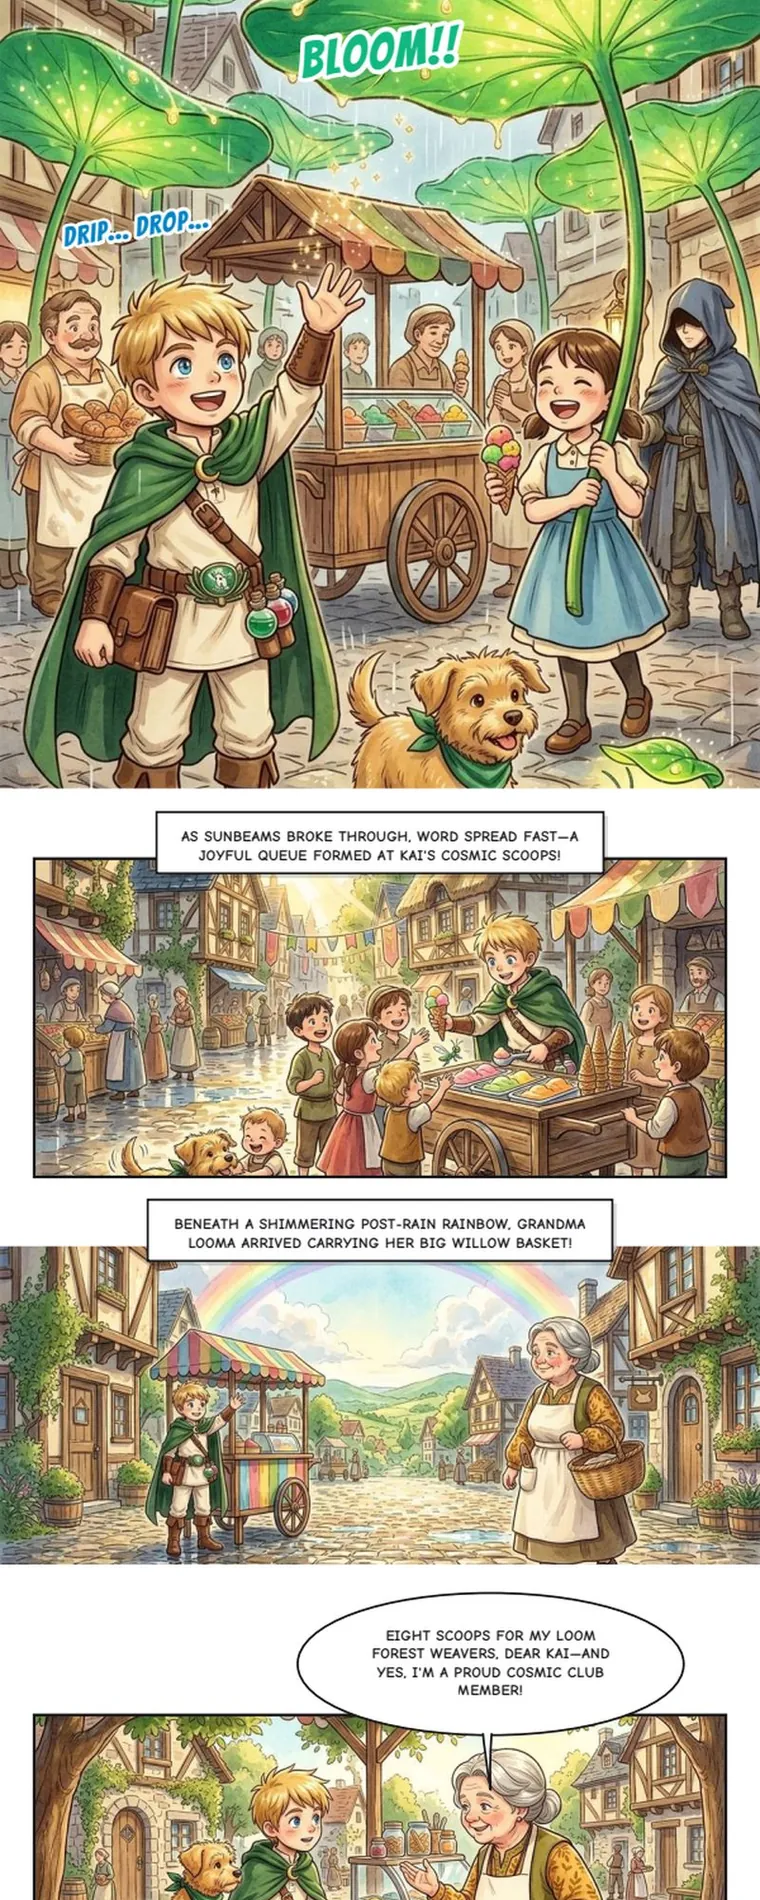 BLOOM!!
DRIP... DROP...
AS SUNBEAMS BROKE THROUGH, WORD SPREAD FAST—A
JOYFUL QUEUE FORMED AT KAI'S COSMIC SCOOPS!
BENEATH A SHIMMERING POST-RAIN RAINBOW, GRANDMA
LOOMA ARRIVED CARRYING HER BIG WILLOW BASKET!
EIGHT SCOOPS FOR MY LOOM
FOREST WEAVERS, DEAR KAI—AND
YES, I'M A PROUD COSMIC CLUB
MEMBER!